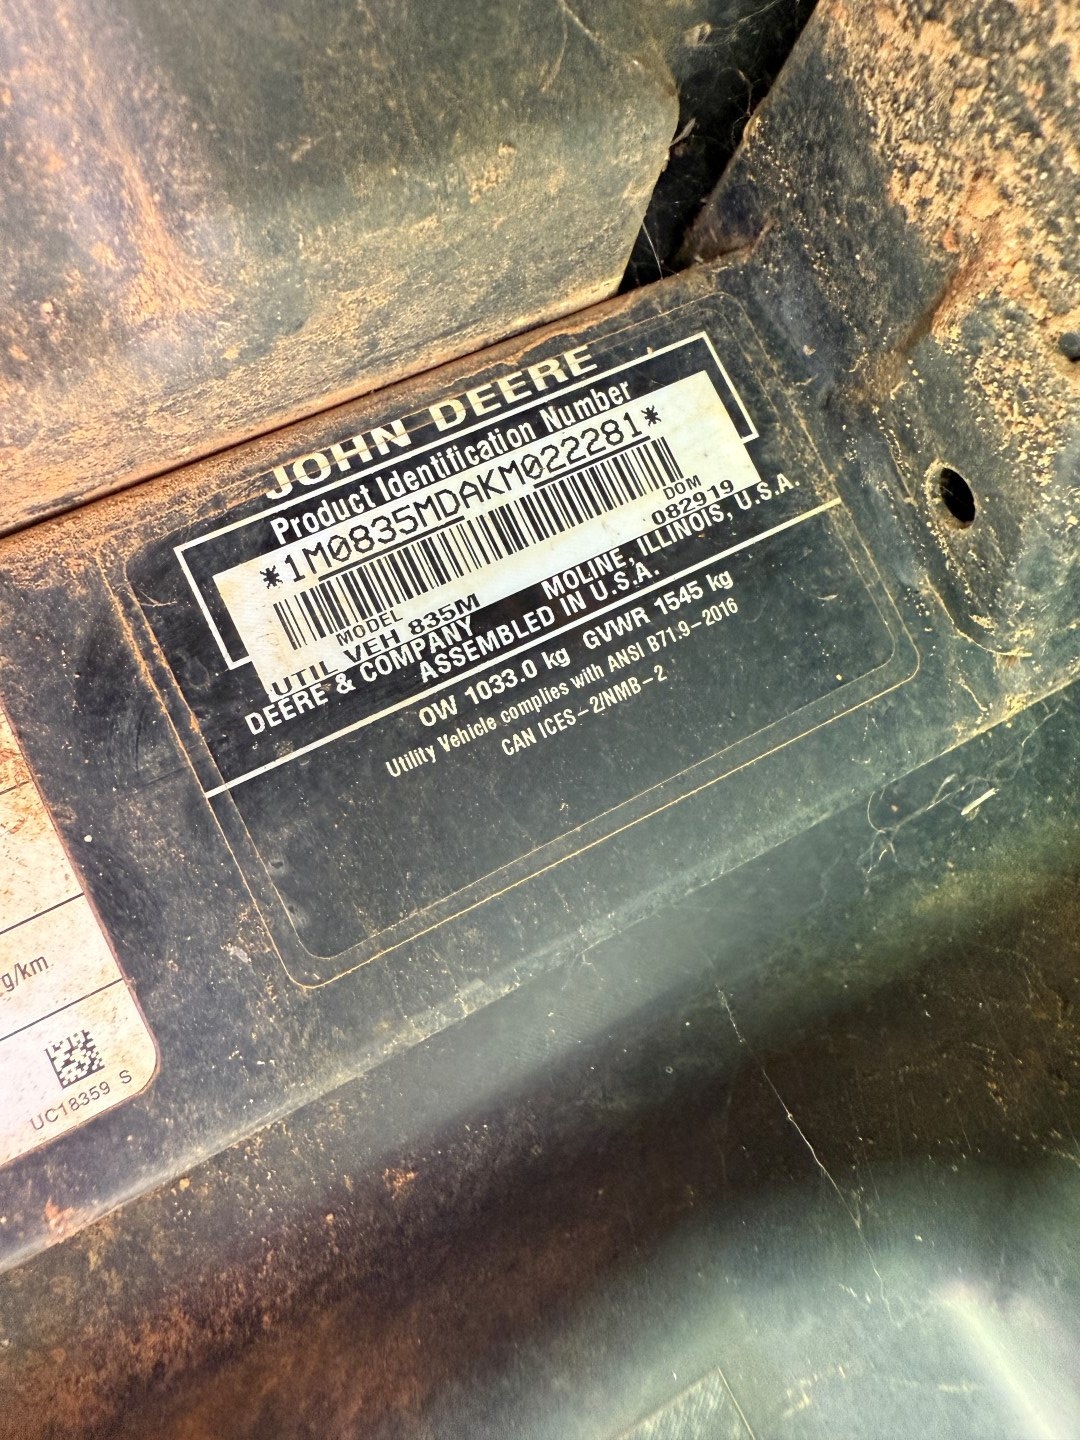 JOHN DEERE
Product Identification Number
*1M0835MDAKM022281*
MODEL DOM
UTIL VEH 835M 082919
DEERE & COMPANY MOLINE, ILLINOIS, U.S.A.
ASSEMBLED IN U.S.A.
OW 1033.0 kg GVWR 1545 kg
Utility Vehicle complies with ANSI B71.9-2016
CAN ICES-2/NMB-2
g/km
UC18359 S